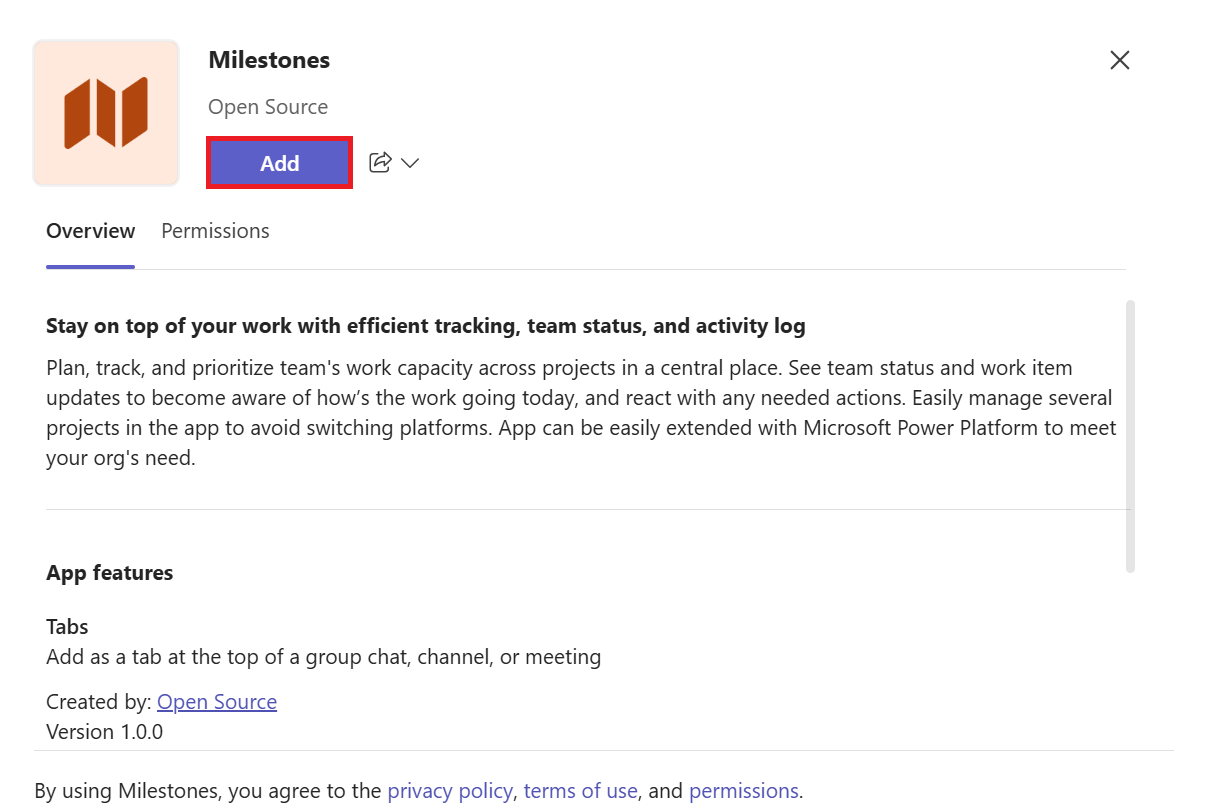 Milestones
Open Source
Add
Overview Permissions
Stay on top of your work with efficient tracking, team status, and activity log
Plan, track, and prioritize team's work capacity across projects in a central place. See team status and work item
updates to become aware of how’s the work going today, and react with any needed actions. Easily manage several
projects in the app to avoid switching platforms. App can be easily extended with Microsoft Power Platform to meet
your org's need.
App features
Tabs
Add as a tab at the top of a group chat, channel, or meeting
Created by: Open Source
Version 1.0.0
By using Milestones, you agree to the privacy policy, terms of use, and permissions.